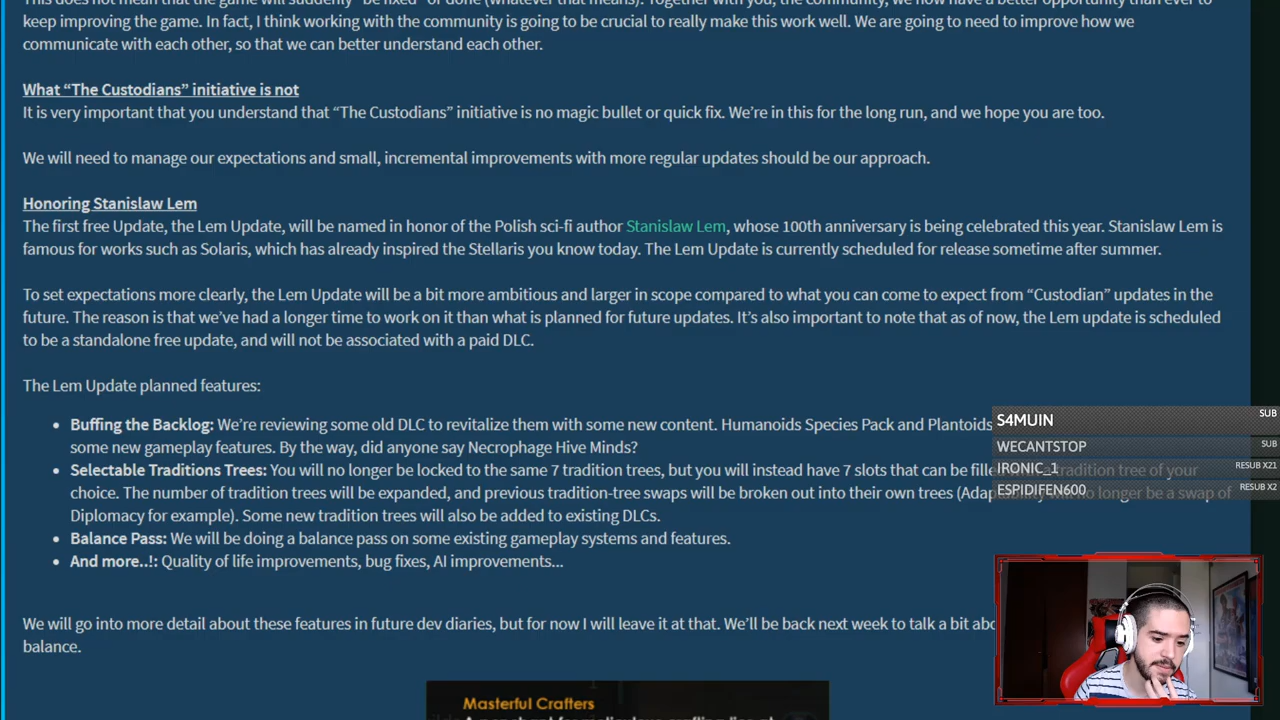 This does not mean that the game will suddenly “be fixed” or done (whatever that means). Together with you, the community, we now have a better opportunity than ever to
keep improving the game. In fact, I think working with the community is going to be crucial to really make this work well. We are going to need to improve how we
communicate with each other, so that we can better understand each other.
What “The Custodians” initiative is not
It is very important that you understand that “The Custodians” initiative is no magic bullet or quick fix. We’re in this for the long run, and we hope you are too.
We will need to manage our expectations and small, incremental improvements with more regular updates should be our approach.
Honoring Stanislaw Lem
The first free Update, the Lem Update, will be named in honor of the Polish sci-fi author Stanislaw Lem, whose 100th anniversary is being celebrated this year. Stanislaw Lem is
famous for works such as Solaris, which has already inspired the Stellaris you know today. The Lem Update is currently scheduled for release sometime after summer.
To set expectations more clearly, the Lem Update will be a bit more ambitious and larger in scope compared to what you can come to expect from “Custodian” updates in the
future. The reason is that we’ve had a longer time to work on it than what is planned for future updates. It’s also important to note that as of now, the Lem update is scheduled
to be a standalone free update, and will not be associated with a paid DLC.
The Lem Update planned features:
• Buffing the Backlog: We’re reviewing some old DLC to revitalize them with some new content. Humanoids Species Pack and Plantoids
some new gameplay features. By the way, did anyone say Necrophage Hive Minds?
• Selectable Traditions Trees: You will no longer be locked to the same 7 tradition trees, but you will instead have 7 slots that can be fille a tradition tree of your
choice. The number of tradition trees will be expanded, and previous tradition-tree swaps will be broken out into their own trees (Adaptability will no longer be a swap of
Diplomacy for example). Some new tradition trees will also be added to existing DLCs.
• Balance Pass: We will be doing a balance pass on some existing gameplay systems and features.
• And more..!: Quality of life improvements, bug fixes, AI improvements...
We will go into more detail about these features in future dev diaries, but for now I will leave it at that. We’ll be back next week to talk a bit abo
balance.
Masterful Crafters
S4MUIN SUB
WECANTSTOP SUB
IRONIC_1 RESUB X21
ESPIDIFEN600 RESUB X2